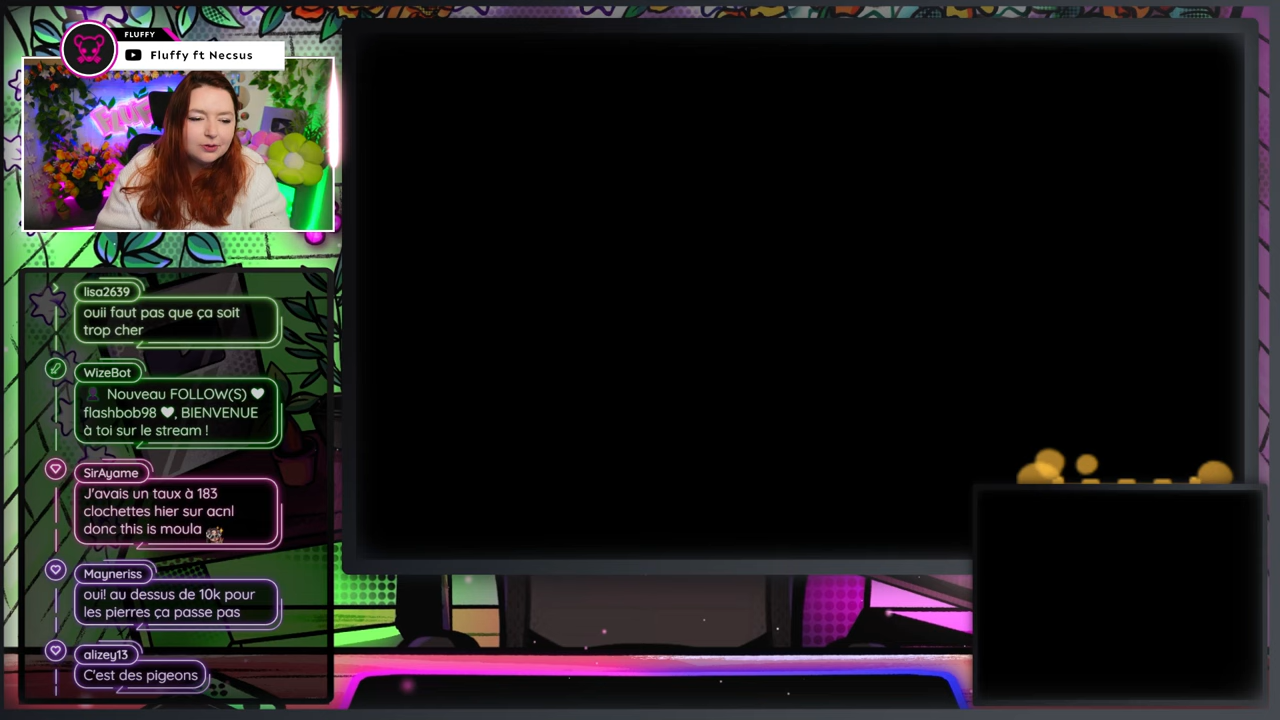 FLUFFY
Fluffy ft Necsus
lisa2639
ouii faut pas que ça soit
trop cher
WizeBot
Nouveau FOLLOW(S) 🤍
flashbob98 🤍, BIENVENUE
à toi sur le stream !
SirAyame
J'avais un taux à 183
clochettes hier sur acnl
donc this is moula
Mayneriss
oui! au dessus de 10k pour
les pierres ça passe pas
alizey13
C'est des pigeons